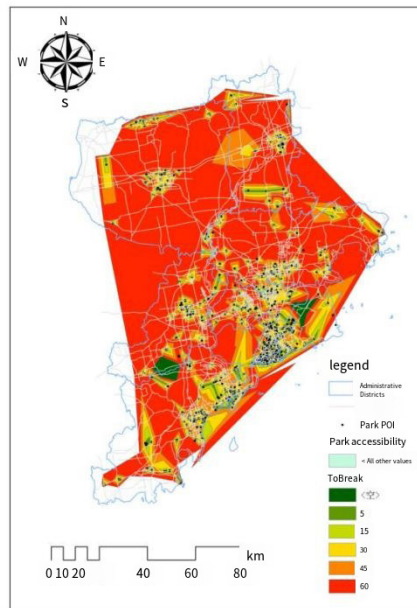 N
W E
S
legend
Administrative
Districts
Park POI
Park accessibility
< All other values
ToBreak
5
15
30
45
60
km
0 10 20 40 60 80